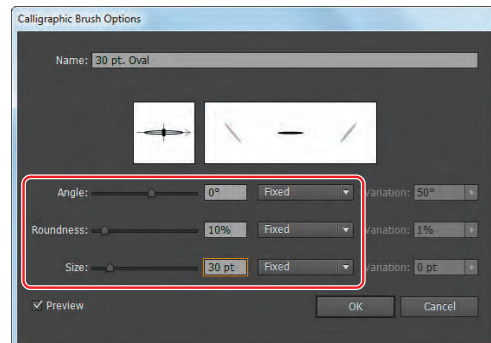 Calligraphic Brush Options
Name: 30 pt. Oval
Angle: 0° Fixed Variation: 50°
Roundness: 10% Fixed Variation: 1%
Size: 30 pt Fixed Variation: 0 pt
Preview OK Cancel